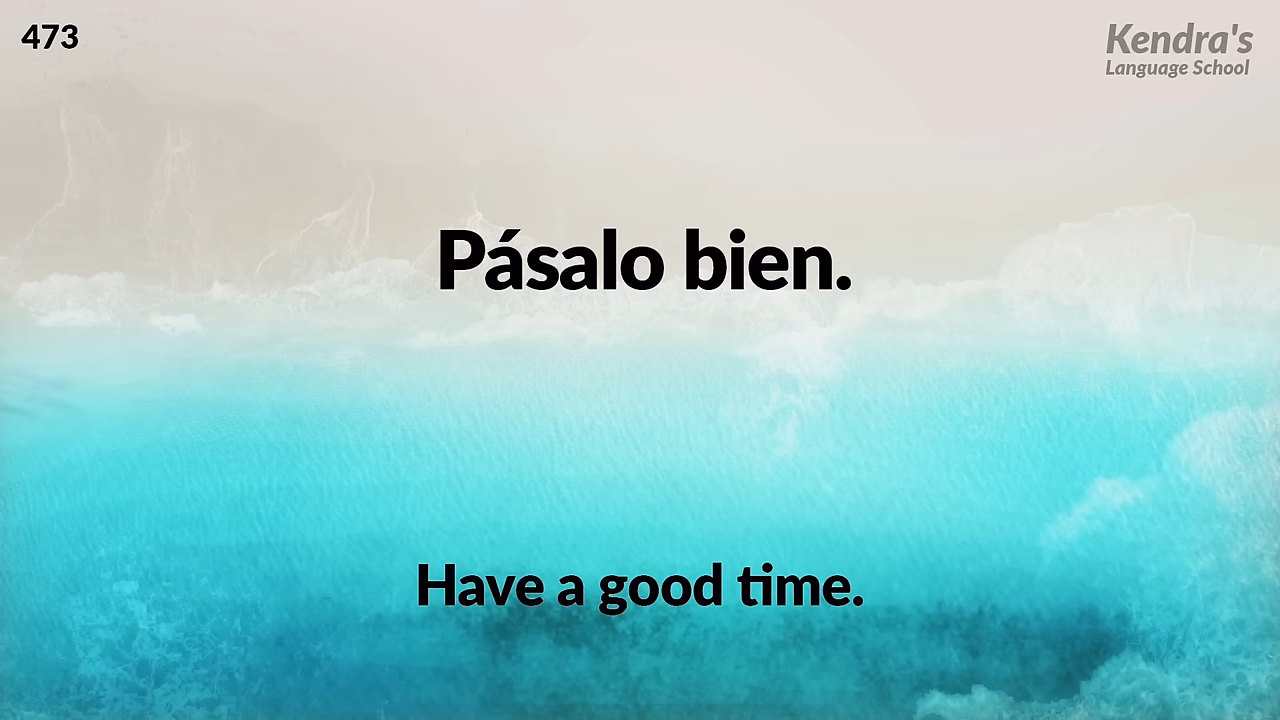 473
Kendra's
Language School
Pásalo bien.
Have a good time.